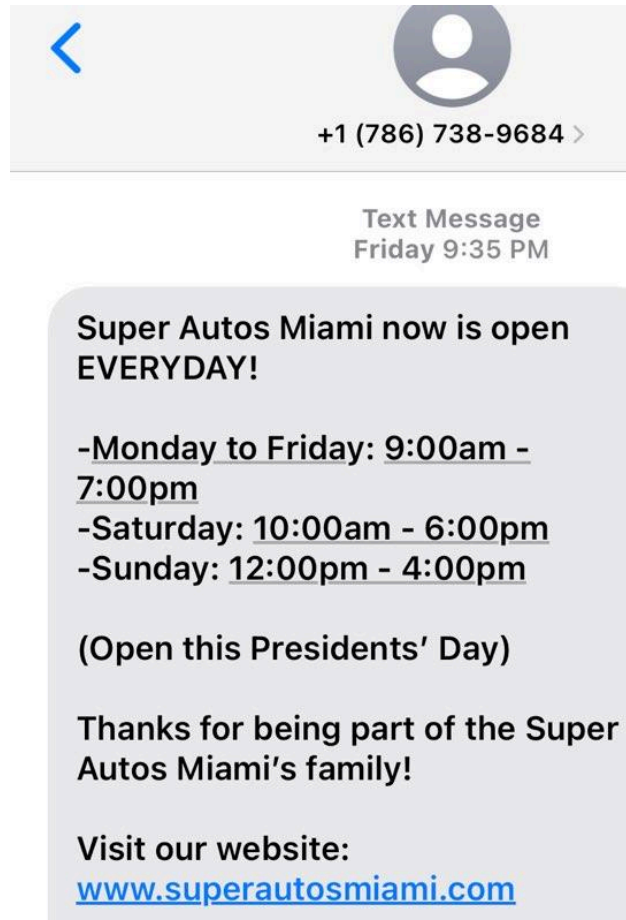 +1 (786) 738-9684 >
Text Message
Friday 9:35 PM
Super Autos Miami now is open
EVERYDAY!
-Monday to Friday: 9:00am -
7:00pm
-Saturday: 10:00am - 6:00pm
-Sunday: 12:00pm - 4:00pm
(Open this Presidents’ Day)
Thanks for being part of the Super
Autos Miami’s family!
Visit our website:
www.superautosmiami.com